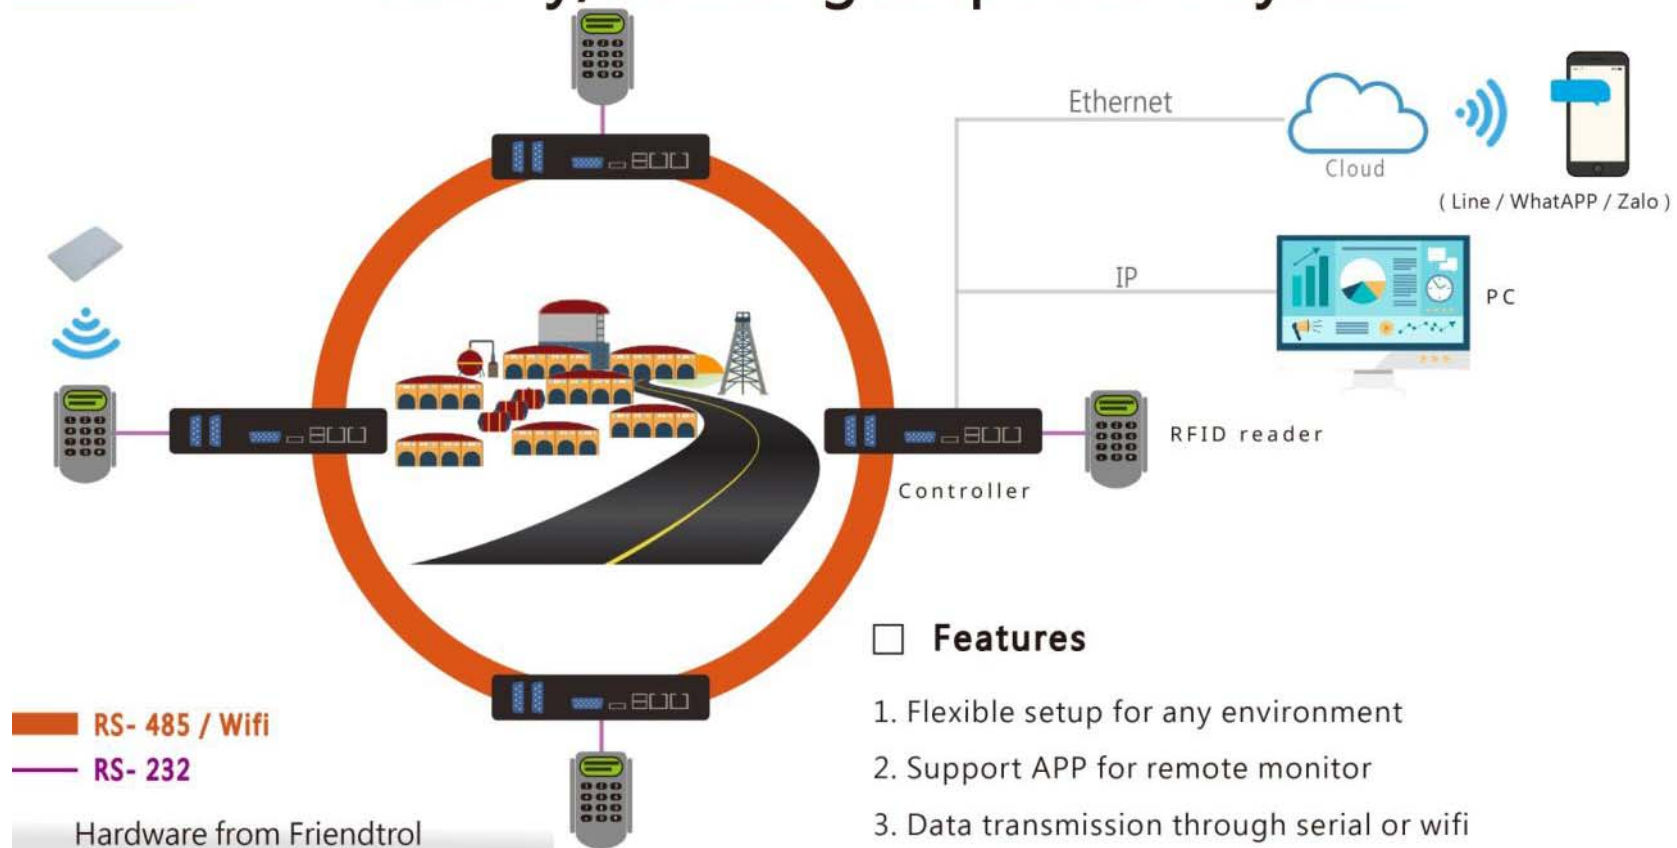 Ethernet
Cloud
( Line / WhatAPP / Zalo )
IP
PC
RFID reader
Controller
□ Features
1. Flexible setup for any environment
2. Support APP for remote monitor
3. Data transmission through serial or wifi
RS- 485 / Wifi
RS- 232
Hardware from Friendtrol